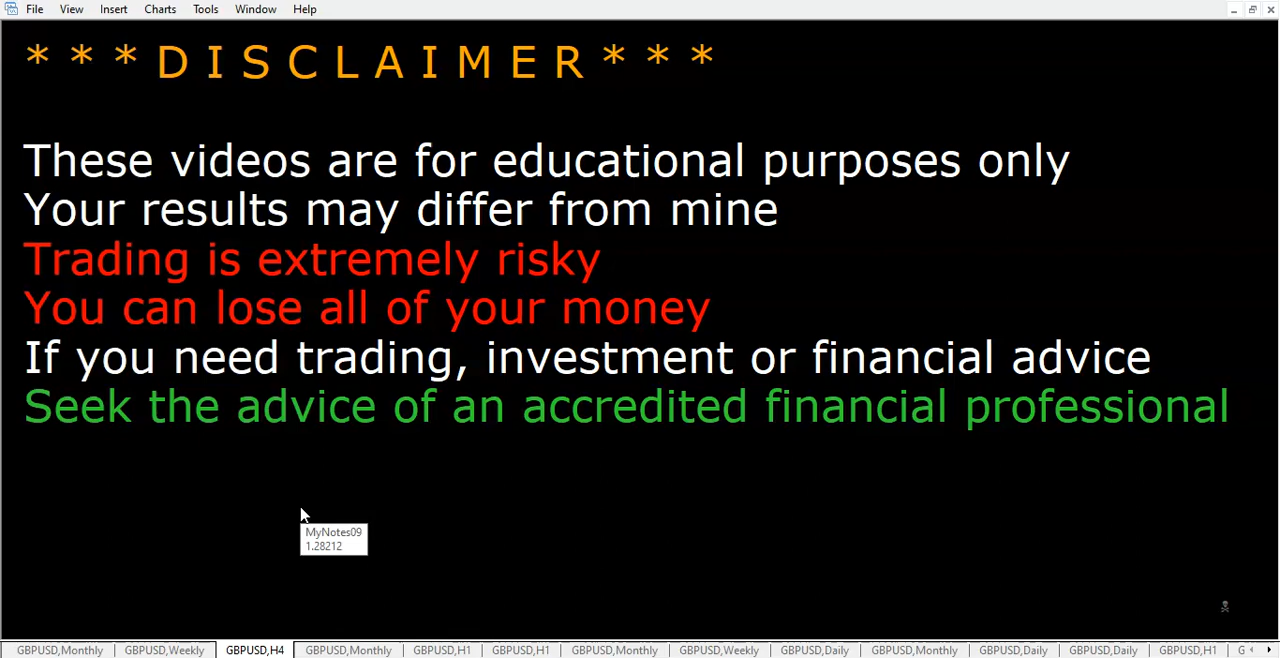 File View Insert Charts Tools Window Help
* * * D I S C L A I M E R * * *
These videos are for educational purposes only
Your results may differ from mine
Trading is extremely risky
You can lose all of your money
If you need trading, investment or financial advice
Seek the advice of an accredited financial professional
MyNotes09
1.28212
GBPUSD,Monthly GBPUSD,Weekly GBPUSD,H4 GBPUSD,Monthly GBPUSD,H1 GBPUSD,H1 GBPUSD,Monthly GBPUSD,Weekly GBPUSD,Daily GBPUSD,Monthly GBPUSD,Daily GBPUSD,Daily GBPUSD,H1 G